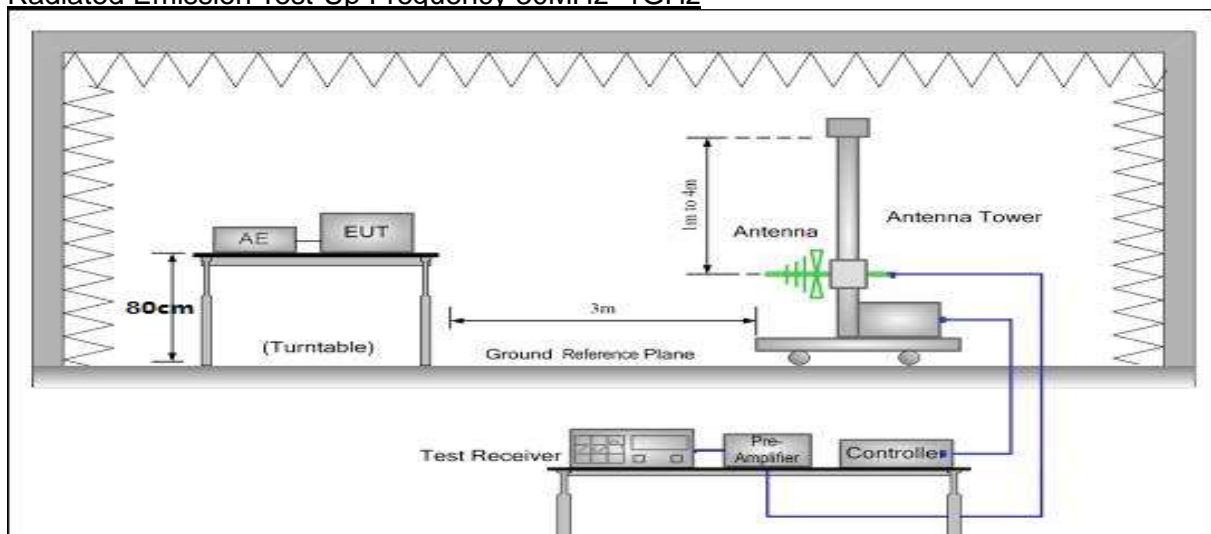 Radiated Emission Test-Up Frequency 30MHz~1GHz
1m to 4m
Antenna Tower
Antenna
AE
EUT
80cm
3m
(Turntable)
Ground Reference Plane
Test Receiver
Pre-
Amplifier
Controller